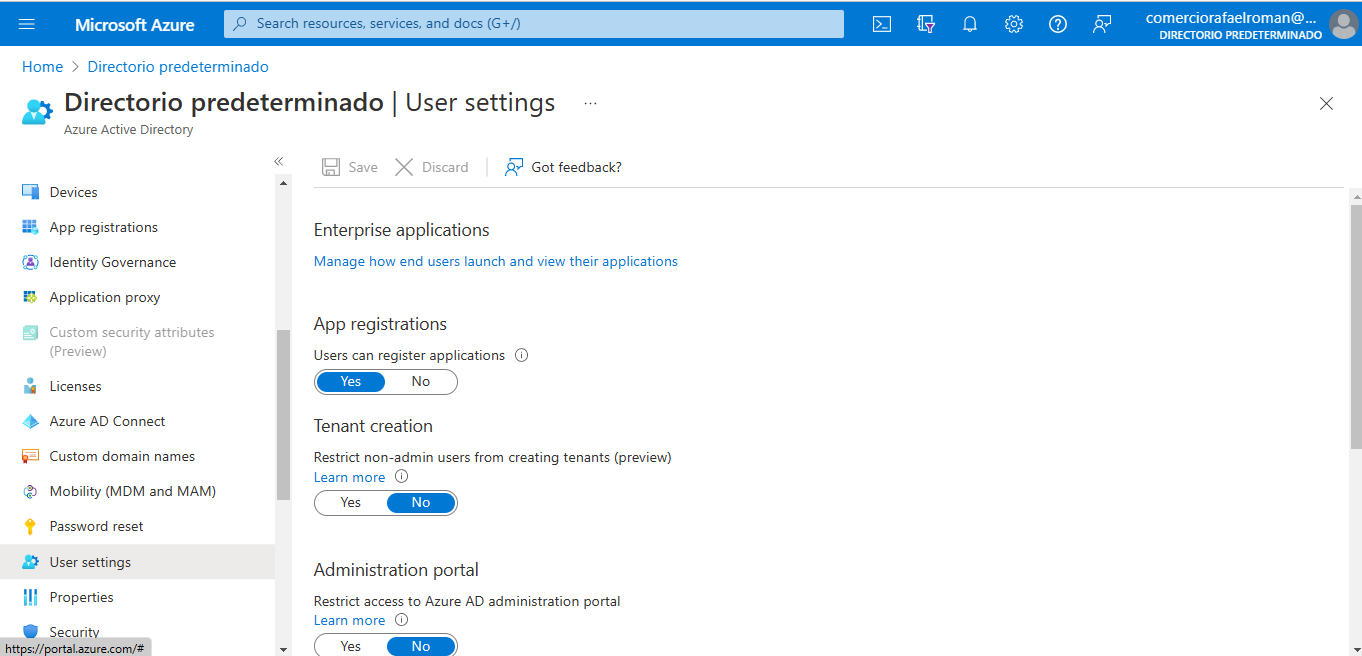 Microsoft Azure
Search resources, services, and docs (G+/)
comerciorafaelroman@...
DIRECTORIO PREDETERMINADO
Home > Directorio predeterminado
Directorio predeterminado | User settings ...
Azure Active Directory
Save Discard Got feedback?
Devices
App registrations
Identity Governance
Application proxy
Custom security attributes
(Preview)
Licenses
Azure AD Connect
Custom domain names
Mobility (MDM and MAM)
Password reset
User settings
Properties
Security
https://portal.azure.com/#
Enterprise applications
Manage how end users launch and view their applications
App registrations
Users can register applications
Yes No
Tenant creation
Restrict non-admin users from creating tenants (preview)
Learn more
Yes No
Administration portal
Restrict access to Azure AD administration portal
Learn more
Yes No